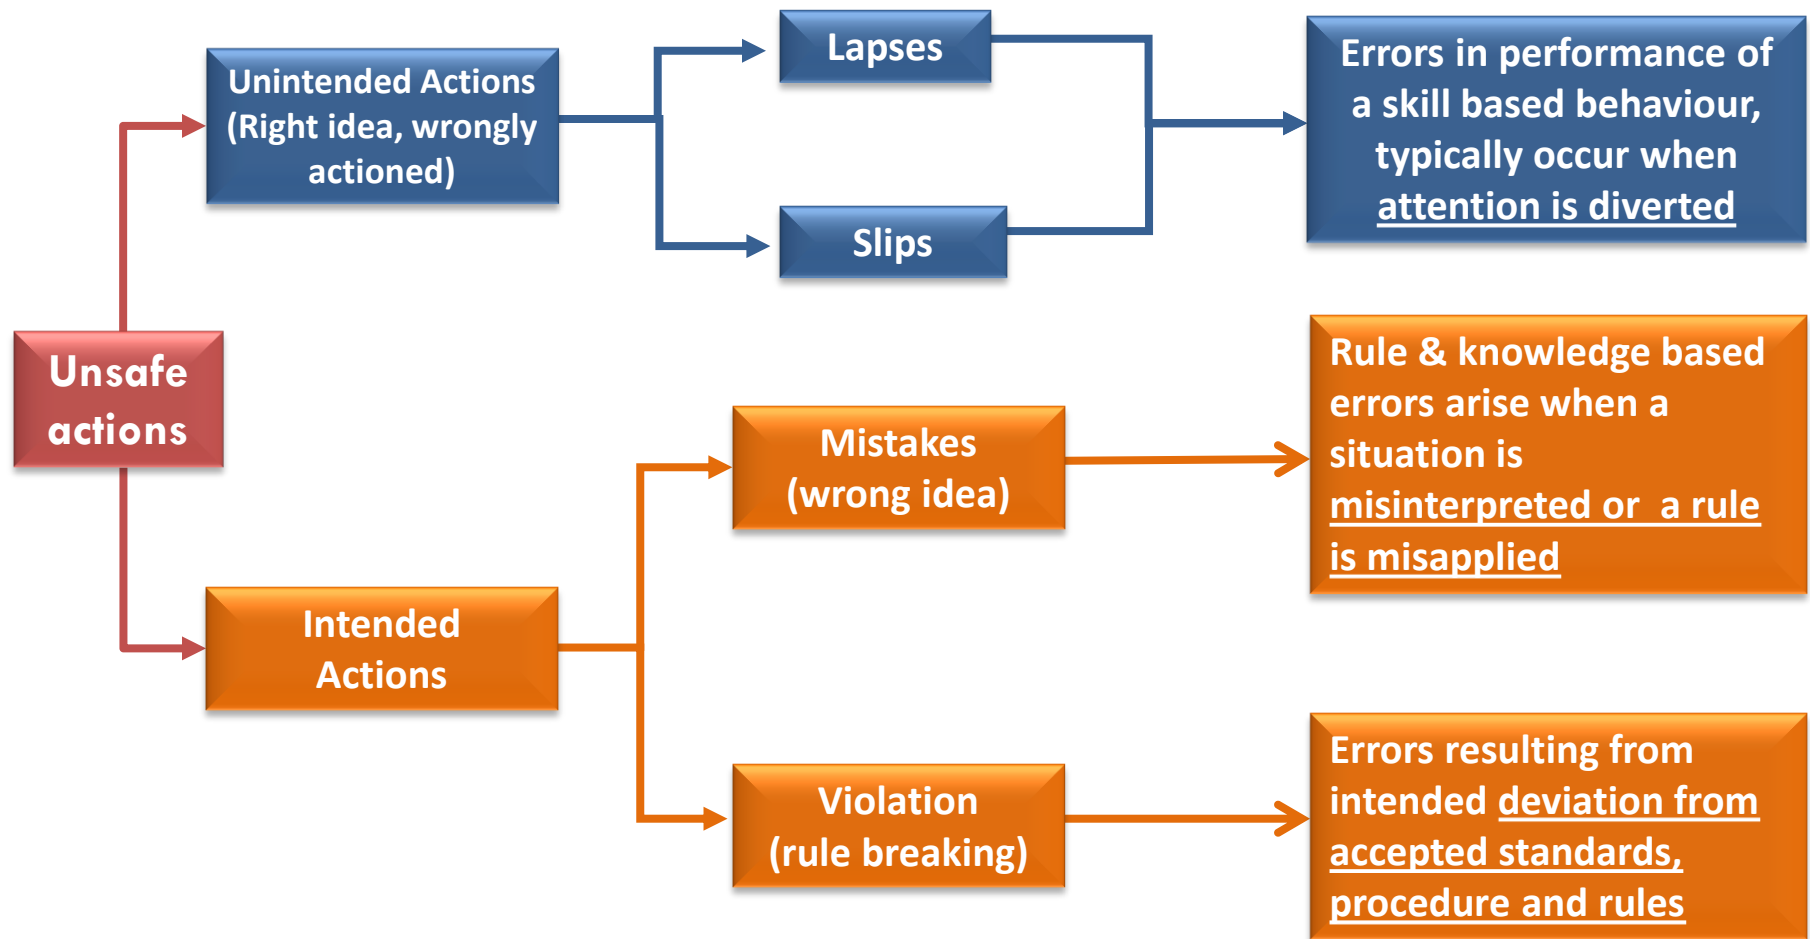 Unsafe
actions
Unintended Actions
(Right idea, wrongly
actioned)
Lapses
Slips
Errors in performance of
a skill based behaviour,
typically occur when
attention is diverted
Intended
Actions
Mistakes
(wrong idea)
Rule & knowledge based
errors arise when a
situation is
misinterpreted or  a rule
is misapplied
Violation
(rule breaking)
Errors resulting from
intended deviation from
accepted standards,
procedure and rules